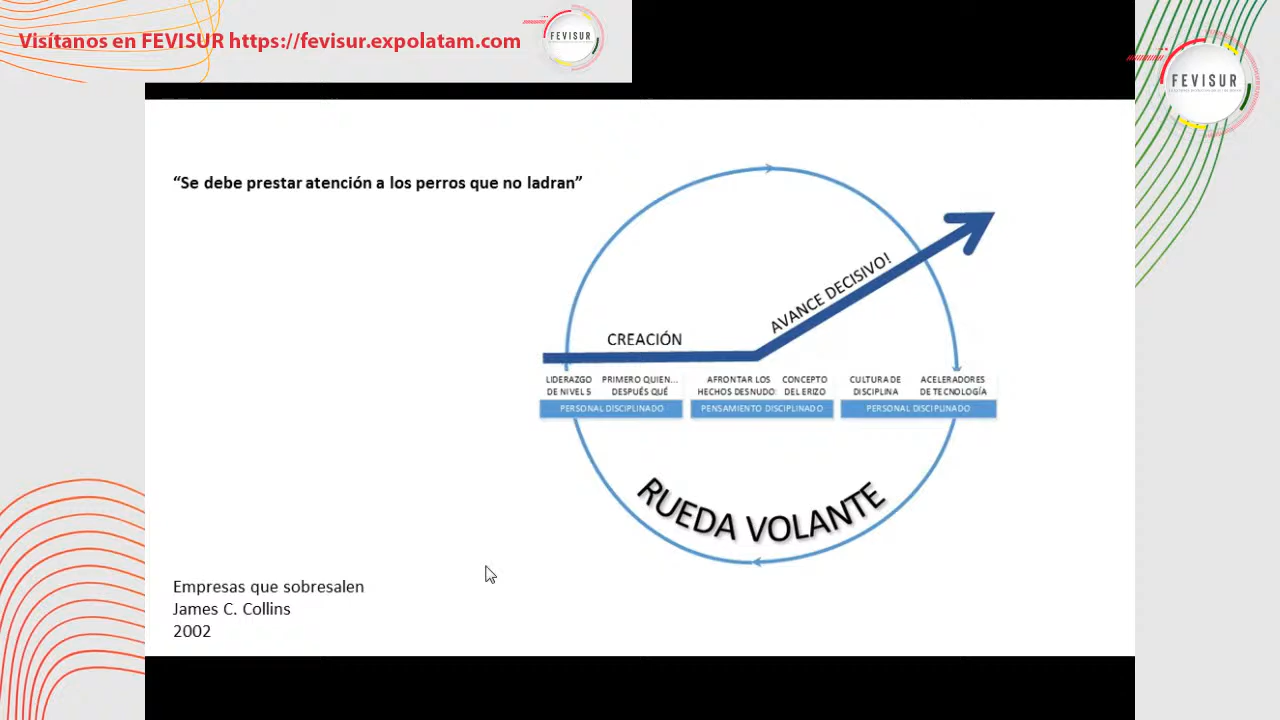 Visítanos en FEVISUR https://fevisur.expolatam.com
FEVISUR
FEVISUR
“Se debe prestar atención a los perros que no ladran”
AVANCE DECISIVO!
CREACIÓN
LIDERAZGO DE NIVEL 5
PRIMERO QUIEN... DESPUÉS QUÉ
AFRONTAR LOS HECHOS DESNUDO
CONCEPTO DEL ERIZO
CULTURA DE DISCIPLINA
ACELERADORES DE TECNOLOGÍA
PERSONAL DISCIPLINADO
PENSAMIENTO DISCIPLINADO
PERSONAL DISCIPLINADO
RUEDA VOLANTE
Empresas que sobresalen
James C. Collins
2002